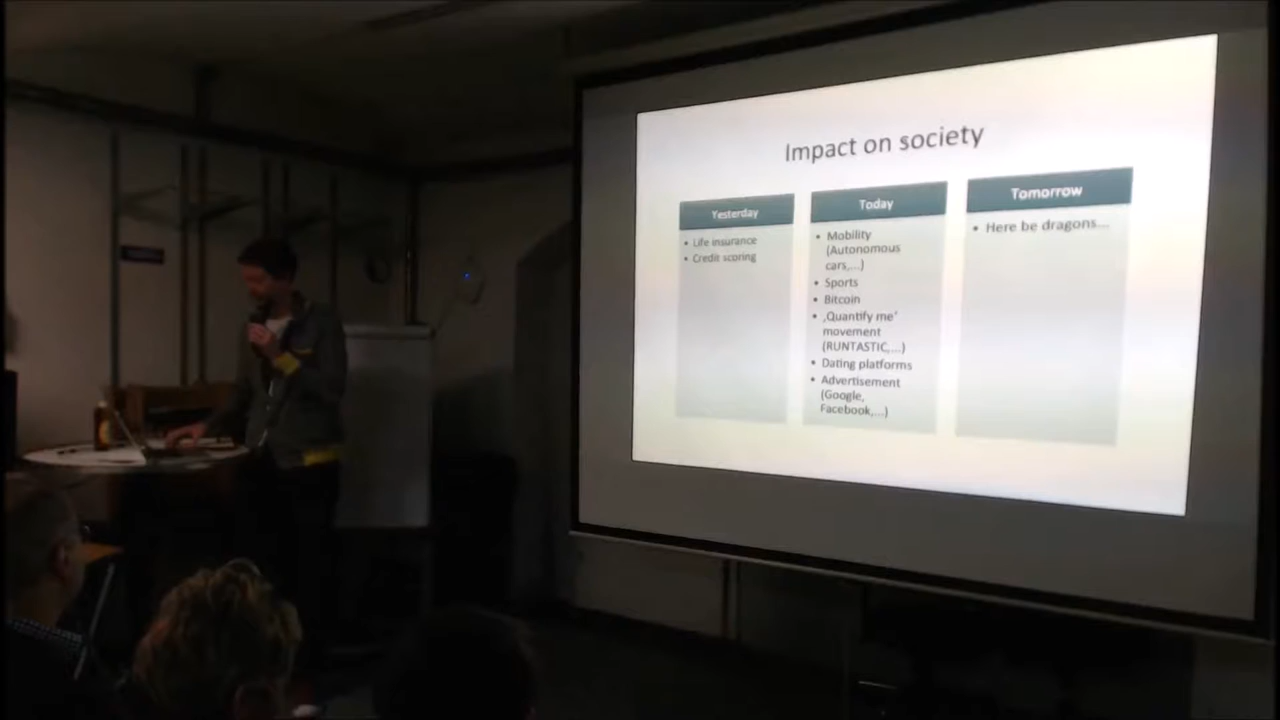 Impact on society
Yesterday
• Life insurance
• Credit scoring
Today
• Mobility
(Autonomous
cars,...)
• Sports
• Bitcoin
• ‚Quantify me‘
movement
(RUNTASTIC,...)
• Dating platforms
• Advertisement
(Google,
Facebook,...)
Tomorrow
• Here be dragons...